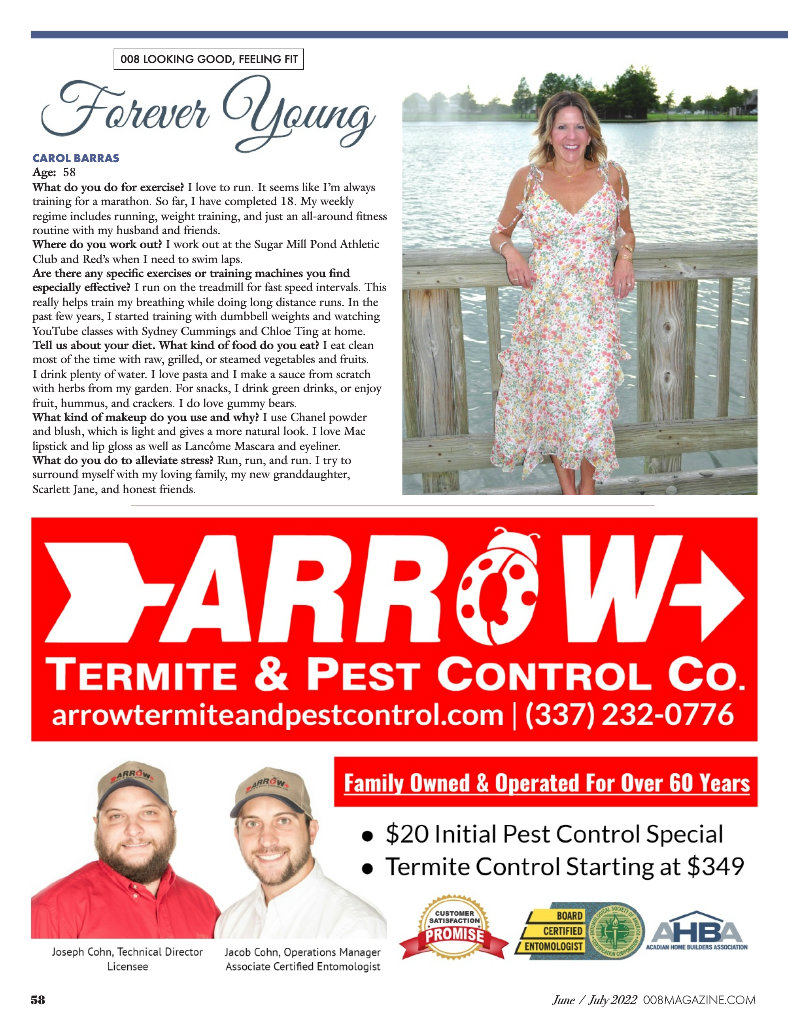 008 LOOKING GOOD, FEELING FIT
Forever Young
CAROL BARRAS
Age: 58
What do you do for exercise? I love to run. It seems like I'm always
training for a marathon. So far, I have completed 18. My weekly
regime includes running, weight training, and just an all-around fitness
routine with my husband and friends.
Where do you work out? I work out at the Sugar Mill Pond Athletic
Club and Red's when I need to swim laps.
Are there any specific exercises or training machines you find
especially effective? I run on the treadmill for fast speed intervals. This
really helps train my breathing while doing long distance runs. In the
past few years, I started training with dumbbell weights and watching
YouTube classes with Sydney Cummings and Chloe Ting at home.
Tell us about your diet. What kind of food do you eat? I eat clean
most of the time with raw, grilled, or steamed vegetables and fruits.
I drink plenty of water. I love pasta and I make a sauce from scratch
with herbs from my garden. For snacks, I drink green drinks, or enjoy
fruit, hummus, and crackers. I do love gummy bears.
What kind of makeup do you use and why? I use Chanel powder
and blush, which is light and gives a more natural look. I love Mac
lipstick and lip gloss as well as Lancôme Mascara and eyeliner.
What do you do to alleviate stress? Run, run, and run. I try to
surround myself with my loving family, my new granddaughter,
Scarlett Jane, and honest friends.
ARROW
TERMITE & PEST CONTROL CO.
arrowtermiteandpestcontrol.com | (337) 232-0776
Family Owned & Operated For Over 60 Years
• $20 Initial Pest Control Special
• Termite Control Starting at $349
ARROW
ARROW
Joseph Cohn, Technical Director
Licensee
Jacob Cohn, Operations Manager
Associate Certified Entomologist
CUSTOMER
SATISFACTION
PROMISE
BOARD
CERTIFIED
ENTOMOLOGIST
AHBA
ACADIAN HOME BUILDERS ASSOCIATION
58
June / July 2022 008MAGAZINE.COM